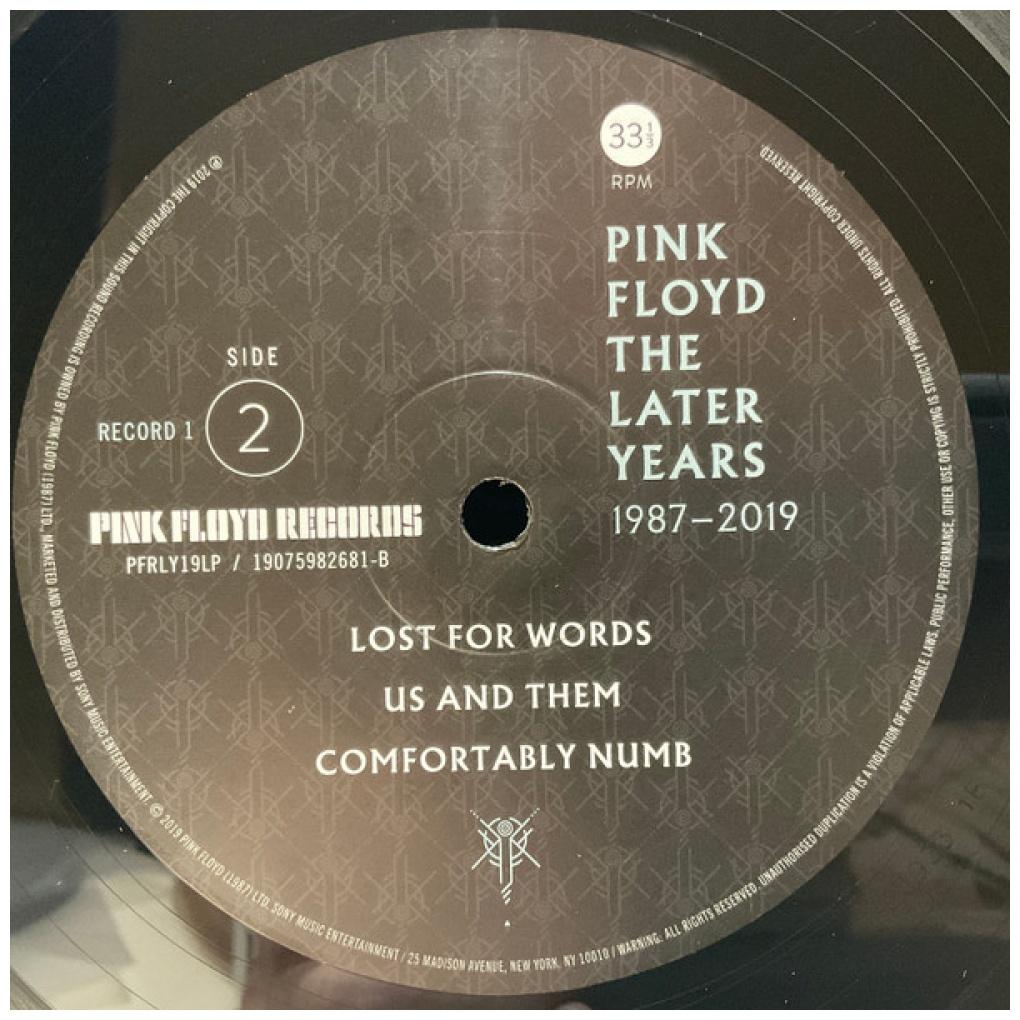 33 1/3
RPM
PINK
FLOYD
THE
LATER
YEARS
1987–2019
SIDE
RECORD 1 2
PINK FLOYD RECORDS
PFRLY19LP / 19075982681-B
LOST FOR WORDS
US AND THEM
COMFORTABLY NUMB
℗ 2019 THE COPYRIGHT IN THIS SOUND RECORDING IS OWNED BY PINK FLOYD (1987) LTD. MARKETED AND DISTRIBUTED BY SONY MUSIC ENTERTAINMENT. © 2019 PINK FLOYD (1987) LTD. SONY MUSIC ENTERTAINMENT / 25 MADISON AVENUE, NEW YORK, NY 10010 / WARNING: ALL RIGHTS RESERVED. UNAUTHORISED DUPLICATION IS A VIOLATION OF APPLICABLE LAWS. PUBLIC PERFORMANCE, OTHER USE OR COPYING IS STRICTLY PROHIBITED. ALL RIGHTS UNDER COPYRIGHT RESERVED.